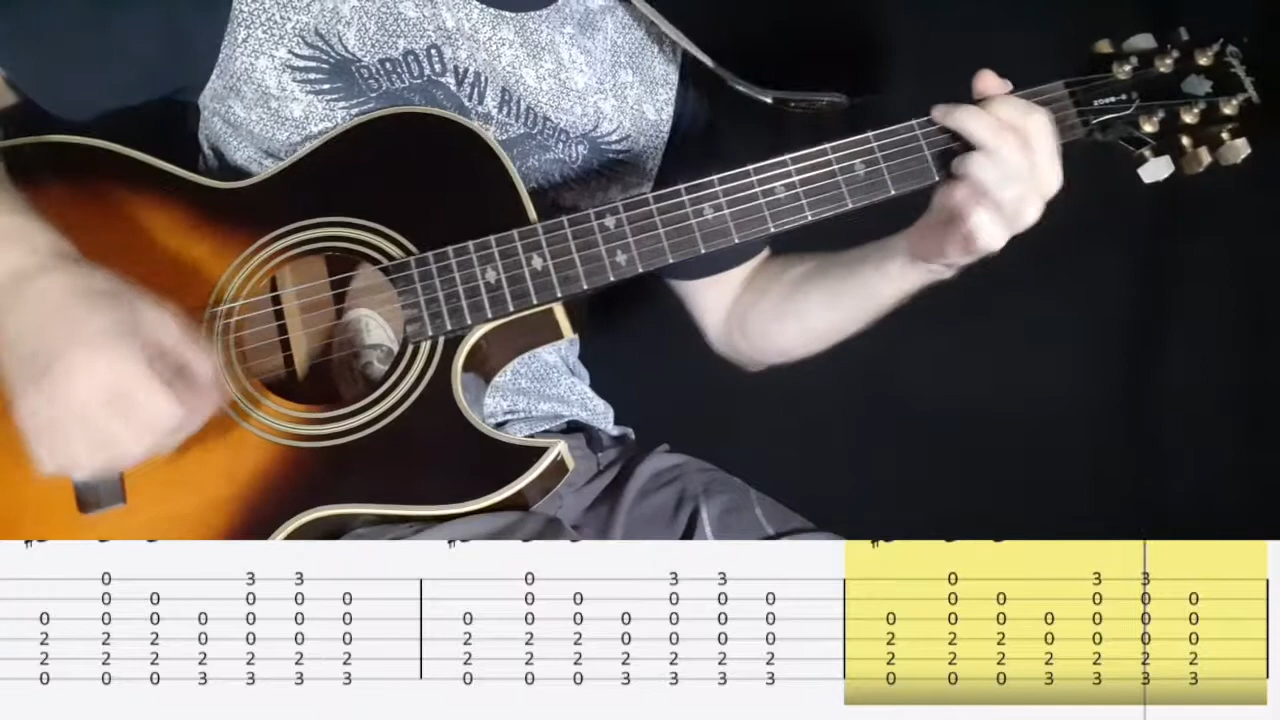 BROO YN RIDERS
0 3 3 0 3 3 0 3 3
0 0 0 0 0 0 0 0 0 0 0 0 0 0 0
0 0 0 0 0 0 0 0 0 0 0 0 0 0 0 0 0 0 0 0 0
2 2 2 0 0 0 0 2 2 2 0 0 0 0 2 2 2 0 0 0 0
2 2 2 2 2 2 2 2 2 2 2 2 2 2 2 2 2 2 2 2 2
0 0 0 3 3 3 3 0 0 0 3 3 3 3 0 0 0 3 3 3 3